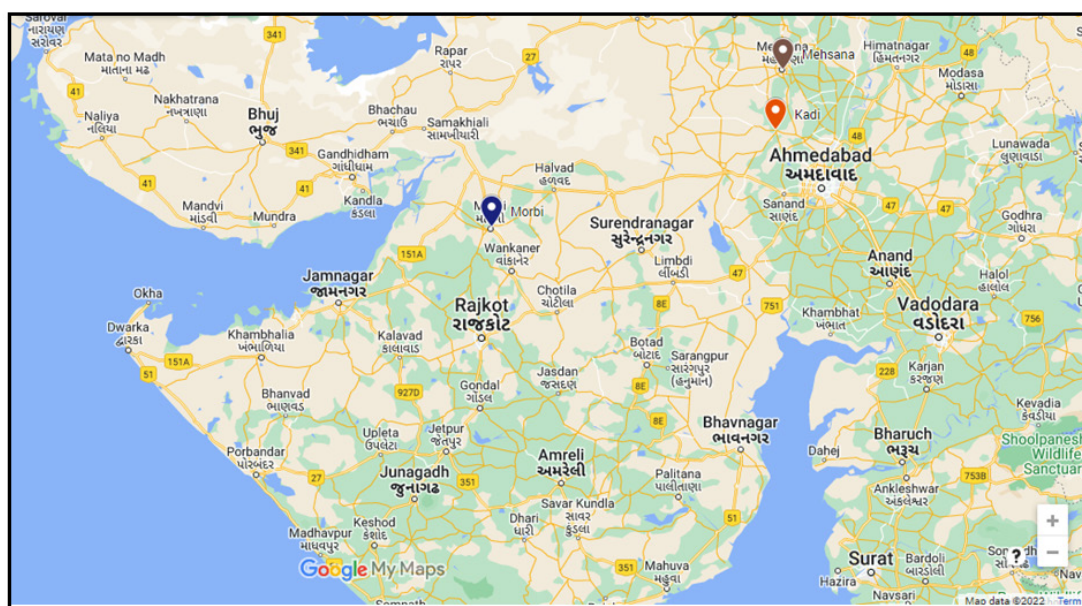 Sarovar
નારાયણ
સરોવર
Mata no Madh
માતાના મઢ
341
Rapar
રાપર
27
Mehsana
Himatnagar
હિંમતનગર
48
Modasa
મોડાસા
41
Nakhatrana
નખત્રાણા
Naliya
નલિયા
Bhuj
ભુજ
Bhachau
ભચાઉ
Samakhiali
સામખીયારી
Kadi
48
Lunawada
લુણાવાડા
341
Gandhidham
ગાંધીધામ
Ahmedabad
અમદાવાદ
41
41
Kandla
કંડલા
Halvad
હળવદ
Mandvi
માંડવી
Mundra
Morbi
Sanand
સાણંદ
47
47
Godhra
ગોધરા
Surendranagar
સુરેન્દ્રનગર
151A
Wankaner
વાંકાનેર
Limbdi
લીંબડી
47
Anand
આણંદ
Halol
હાલોલ
Jamnagar
જામનગર
Okha
Chotila
ચોટીલા
8E
751
Khambhat
ખંભાત
Vadodara
વડોદરા
Rajkot
રાજકોટ
Dwarka
દ્વારકા
Khambhalia
ખંભાળિયા
Kalavad
કાલાવાડ
756
151A
51
Botad
બોટાદ
Sarangpur
સારંગપુર
(હનુમાન)
Jasdan
જસદણ
228
Karjan
કરજણ
Bhanvad
ભાણવડ
927D
Gondal
ગોંડલ
8E
8E
Kevadia
કેવડીયા
Bhavnagar
ભાવનગર
Upleta
ઉપલેટા
Jetpur
જેતપુર
Bharuch
ભરૂચ
Shoolpanes
Wildlife
Sanctuar
Porbandar
પોરબંદર
27
Junagadh
જુનાગઢ
351
Amreli
અમરેલી
Dahej
Palitana
પાલીતાણા
753B
Ankleshwar
અંકલેશ્વર
Savar Kundla
સાવર
કુંડલા
Dhari
ધારી
51
Madhavpur
માધવપુર
Keshod
કેશોદ
+
−
?
Surat
સુરત
Bardoli
બારડોલી
Google My Maps
351
Mahuva
મહુવા
Hazira
હજીરા
Navsari
Map data ©2022
Term